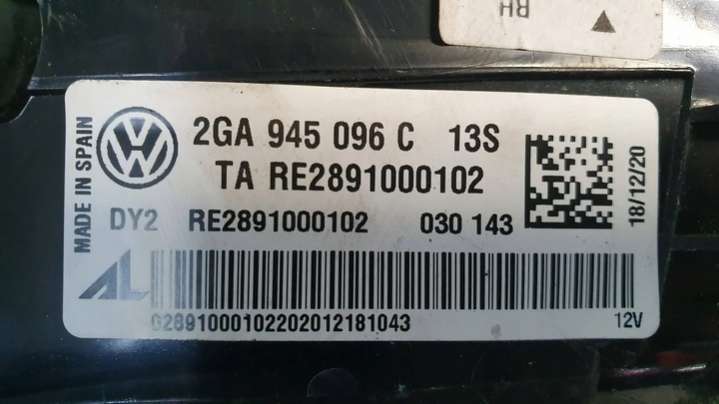 RH
MADE IN SPAIN
2GA 945 096 C 13S
TA RE2891000102
DY2 RE2891000102 030 143
18/12/20
AL
02891000102202012181043
12V